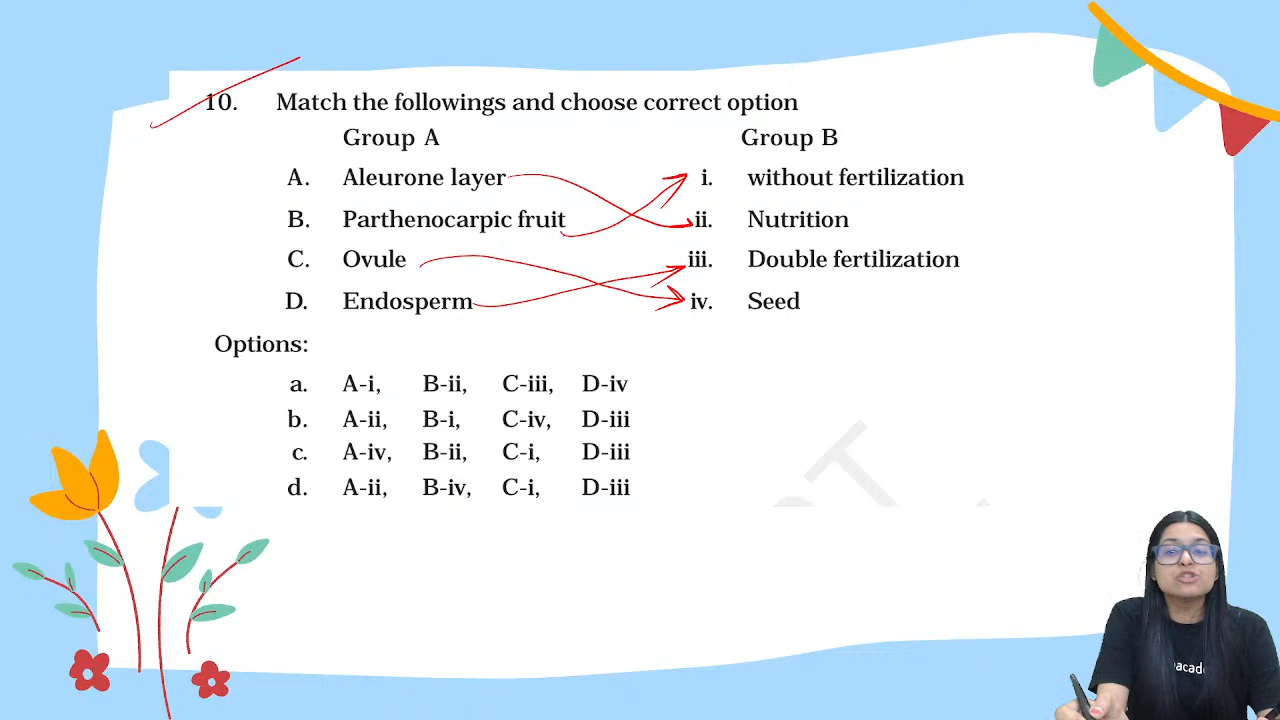 10. Match the followings and choose correct option
Group A Group B
A. Aleurone layer i. without fertilization
B. Parthenocarpic fruit ii. Nutrition
C. Ovule iii. Double fertilization
D. Endosperm iv. Seed
Options:
a. A-i, B-ii, C-iii, D-iv
b. A-ii, B-i, C-iv, D-iii
c. A-iv, B-ii, C-i, D-iii
d. A-ii, B-iv, C-i, D-iii